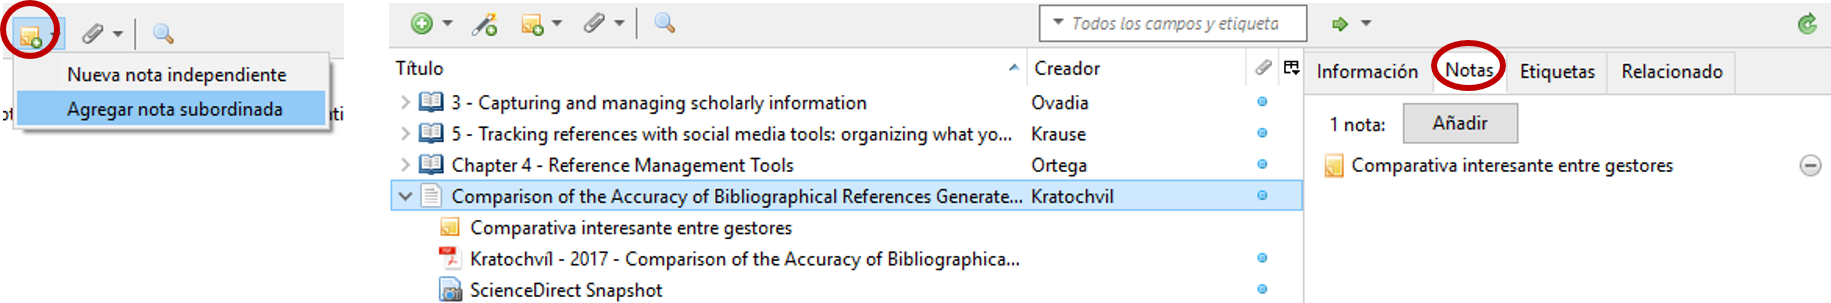 Nueva nota independiente
Agregar nota subordinada
Todos los campos y etiqueta
Título
Creador
3 - Capturing and managing scholarly information
Ovadia
5 - Tracking references with social media tools: organizing what yo...
Krause
Chapter 4 - Reference Management Tools
Ortega
Comparison of the Accuracy of Bibliographical References Generate...
Kratochvil
Comparativa interesante entre gestores
Kratochvíl - 2017 - Comparison of the Accuracy of Bibliographica...
ScienceDirect Snapshot
Información
Notas
Etiquetas
Relacionado
1 nota:
Añadir
Comparativa interesante entre gestores